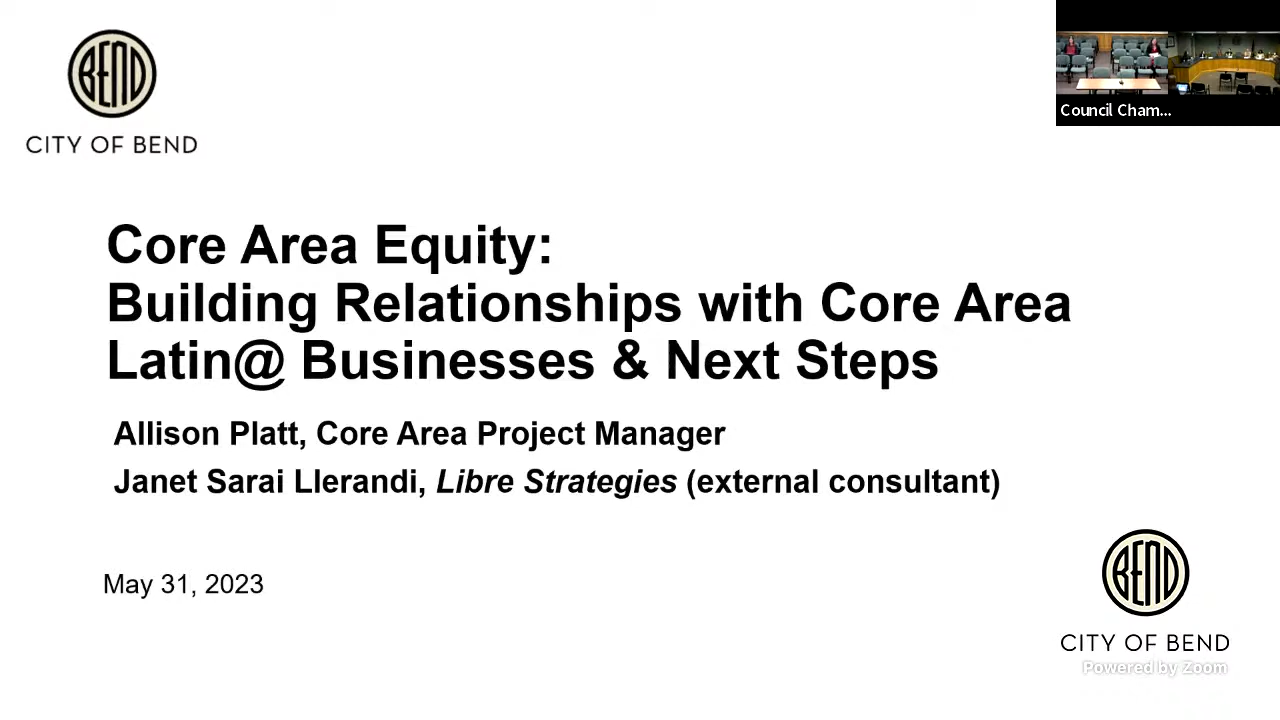 BEND
CITY OF BEND
Council Cham...
Core Area Equity:
Building Relationships with Core Area
Latin@ Businesses & Next Steps
Allison Platt, Core Area Project Manager
Janet Sarai Llerandi, Libre Strategies (external consultant)
May 31, 2023
BEND
CITY OF BEND
Powered by Zoom